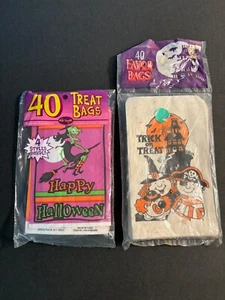 40 TREAT
BAGS
Happy
Halloween
40
FAVOR
BAGS
TRICK
OR
TREAT